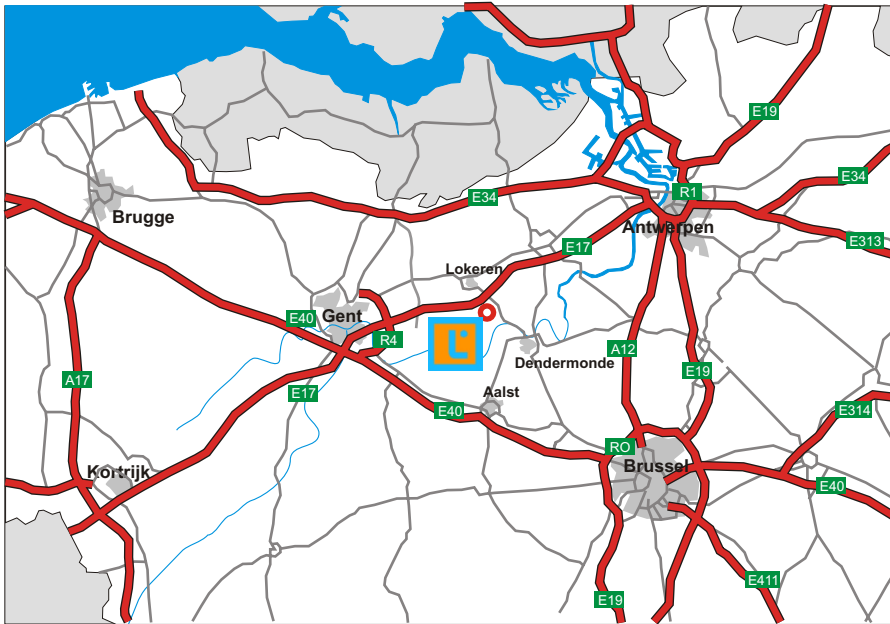 E19
E34
R1
E34
Brugge
Antwerpen
E313
E17
Lokeren
E40
Gent
R4
A12
Dendermonde
E19
A17
E17
Aalst
E40
E314
RO
Brussel
Kortrijk
E40
E411
E19